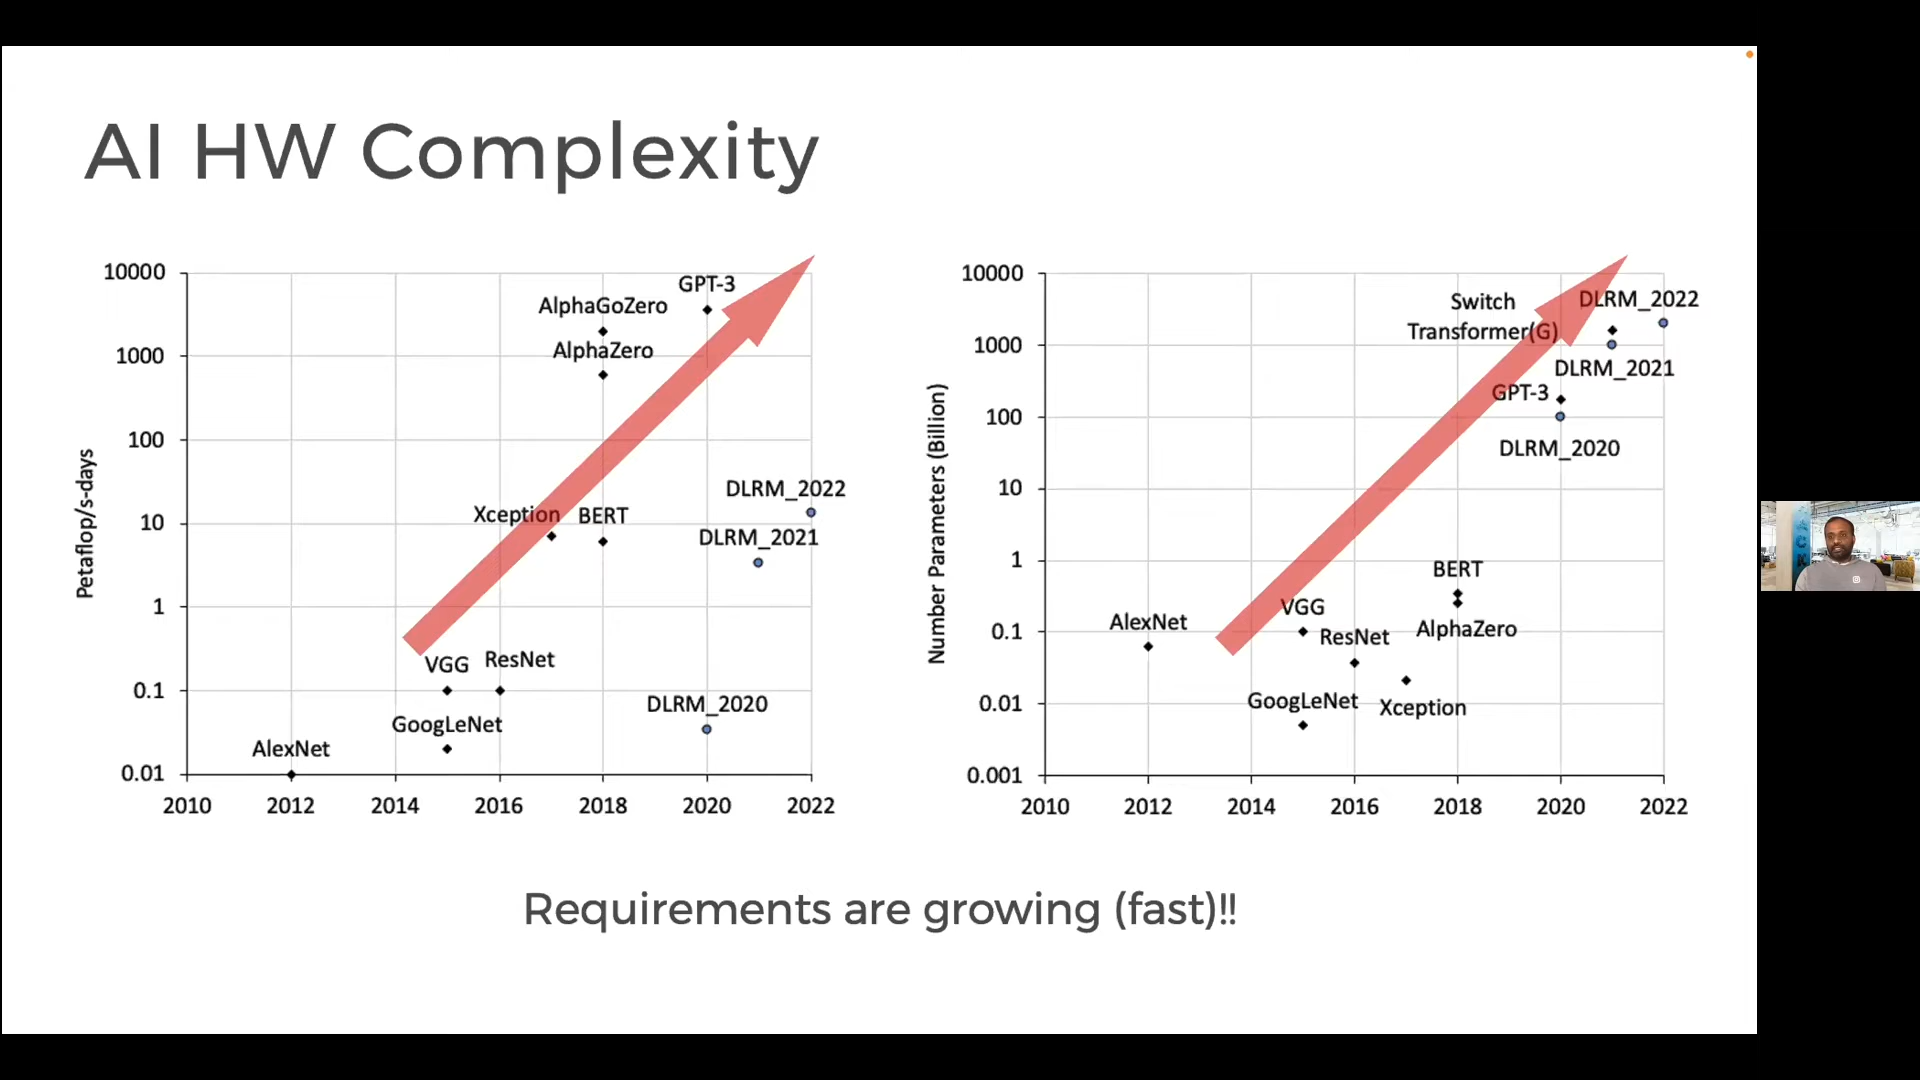 AI HW Complexity
Petaflop/s-days
10000
1000
100
10
1
0.1
0.01
2010 2012 2014 2016 2018 2020 2022
GPT-3
AlphaGoZero
AlphaZero
DLRM_2022
Xception BERT
DLRM_2021
VGG ResNet
DLRM_2020
GoogLeNet
AlexNet
Number Parameters (Billion)
10000
1000
100
10
1
0.1
0.01
0.001
2010 2012 2014 2016 2018 2020 2022
Switch
Transformer(G)
DLRM_2022
DLRM_2021
GPT-3
DLRM_2020
BERT
VGG
AlexNet
AlphaZero
ResNet
GoogLeNet
Xception
Requirements are growing (fast)!!